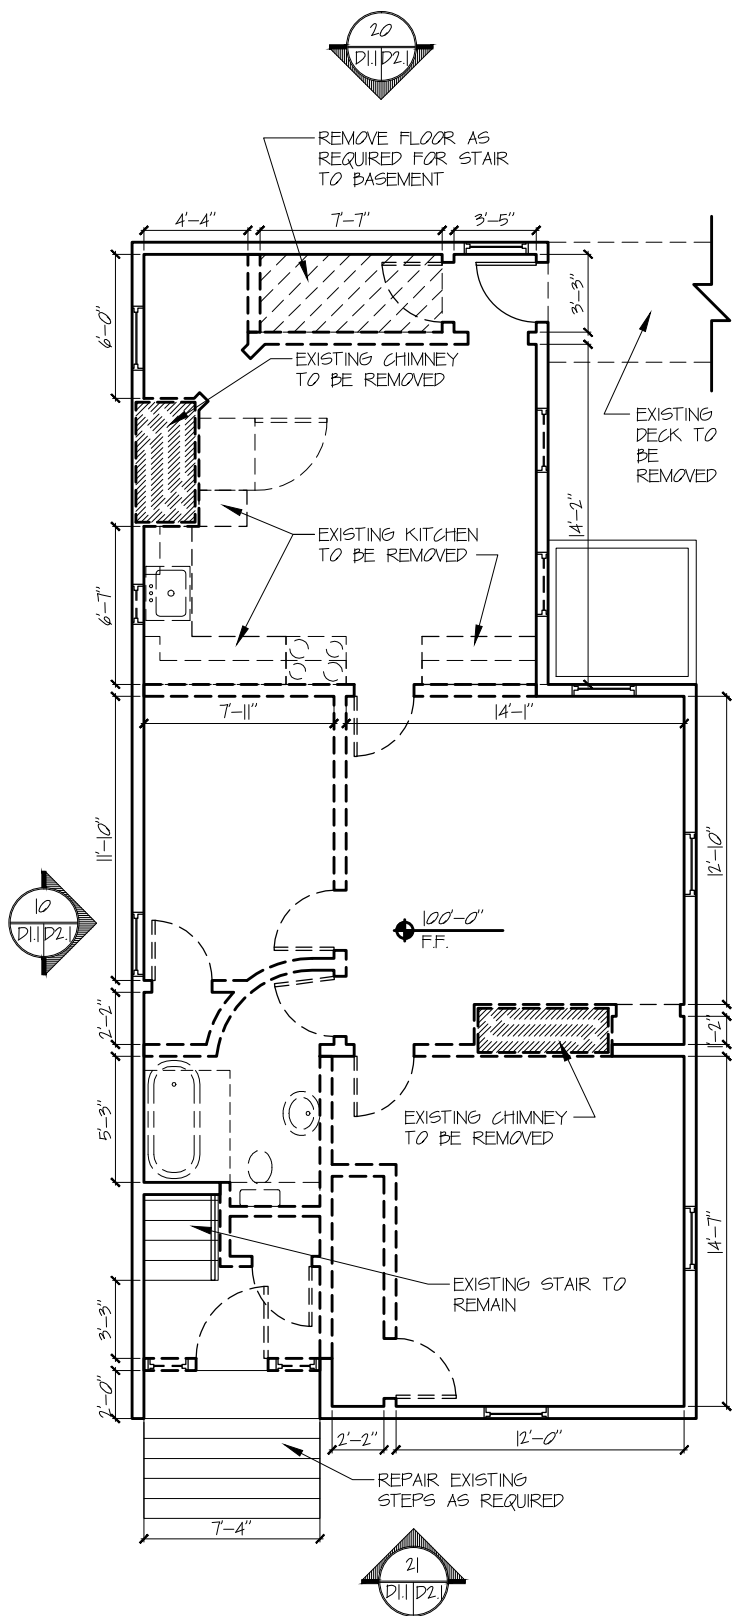 20
D1.1 D2.1
REMOVE FLOOR AS
REQUIRED FOR STAIR
TO BASEMENT
4'-4"
7'-7"
3'-5"
3'-3"
6'-0"
EXISTING CHIMNEY
TO BE REMOVED
EXISTING
DECK TO
BE
REMOVED
14'-2"
EXISTING KITCHEN
TO BE REMOVED
6'-7"
7'-11"
14'-1"
11'-10"
12'-10"
10
D1.1 D2.1
100'-0"
F.F.
2'-2"
1'-2"
5'-3"
EXISTING CHIMNEY
TO BE REMOVED
14'-7"
EXISTING STAIR TO
REMAIN
3'-3"
2'-0"
2'-2"
12'-0"
REPAIR EXISTING
STEPS AS REQUIRED
7'-4"
21
D1.1 D2.1